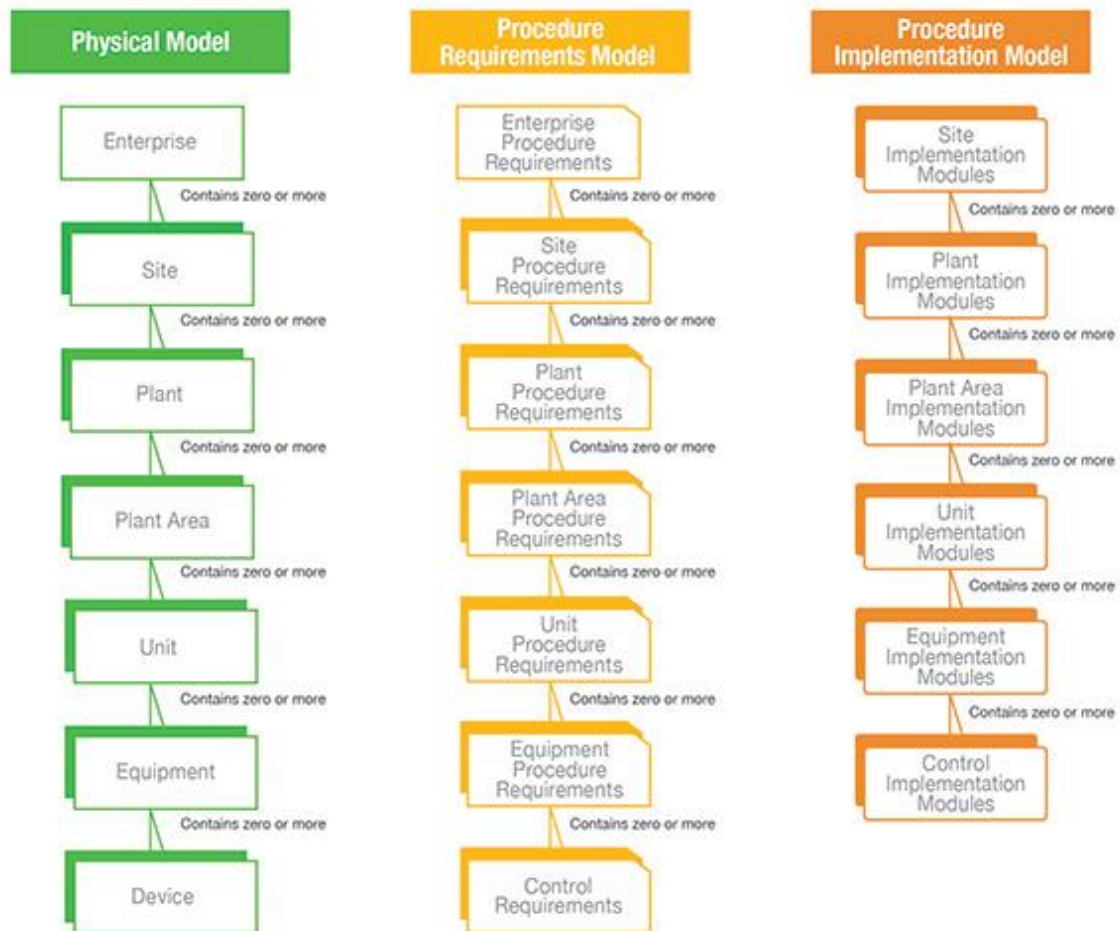 Physical Model
Enterprise
Contains zero or more
Site
Contains zero or more
Plant
Contains zero or more
Plant Area
Contains zero or more
Unit
Contains zero or more
Equipment
Contains zero or more
Device
Procedure
Requirements Model
Enterprise
Procedure
Requirements
Contains zero or more
Site
Procedure
Requirements
Contains zero or more
Plant
Procedure
Requirements
Contains zero or more
Plant Area
Procedure
Requirements
Contains zero or more
Unit
Procedure
Requirements
Contains zero or more
Equipment
Procedure
Requirements
Contains zero or more
Control
Requirements
Procedure
Implementation Model
Site
Implementation
Modules
Contains zero or more
Plant
Implementation
Modules
Contains zero or more
Plant Area
Implementation
Modules
Contains zero or more
Unit
Implementation
Modules
Contains zero or more
Equipment
Implementation
Modules
Contains zero or more
Control
Implementation
Modules